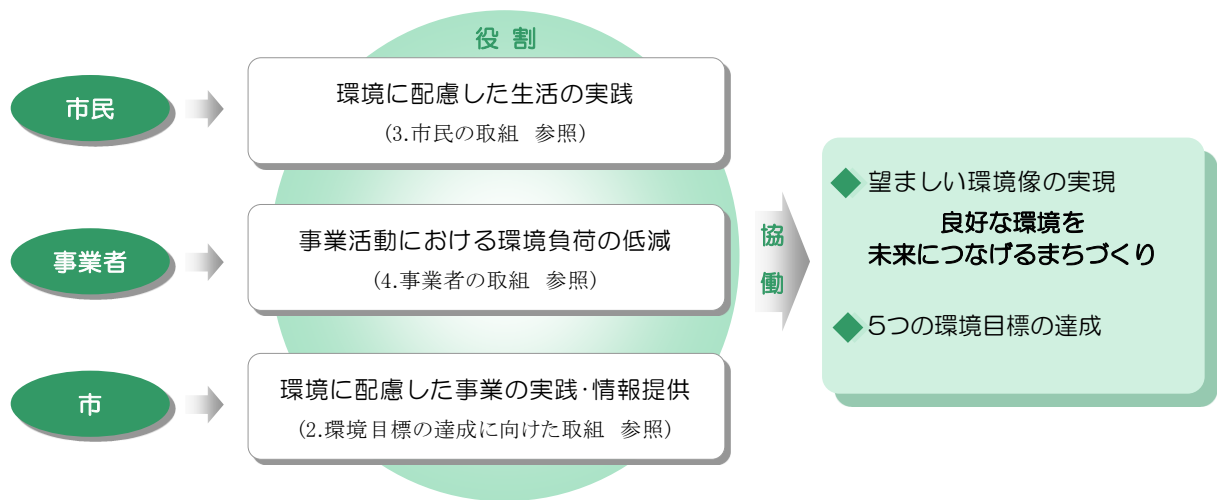 役 割
市民
環境に配慮した生活の実践
(3.市民の取組 参照)
事業者
事業活動における環境負荷の低減
(4.事業者の取組 参照)
市
環境に配慮した事業の実践・情報提供
(2.環境目標の達成に向けた取組 参照)
協
働
望ましい環境像の実現
良好な環境を
未来につなげるまちづくり
5つの環境目標の達成